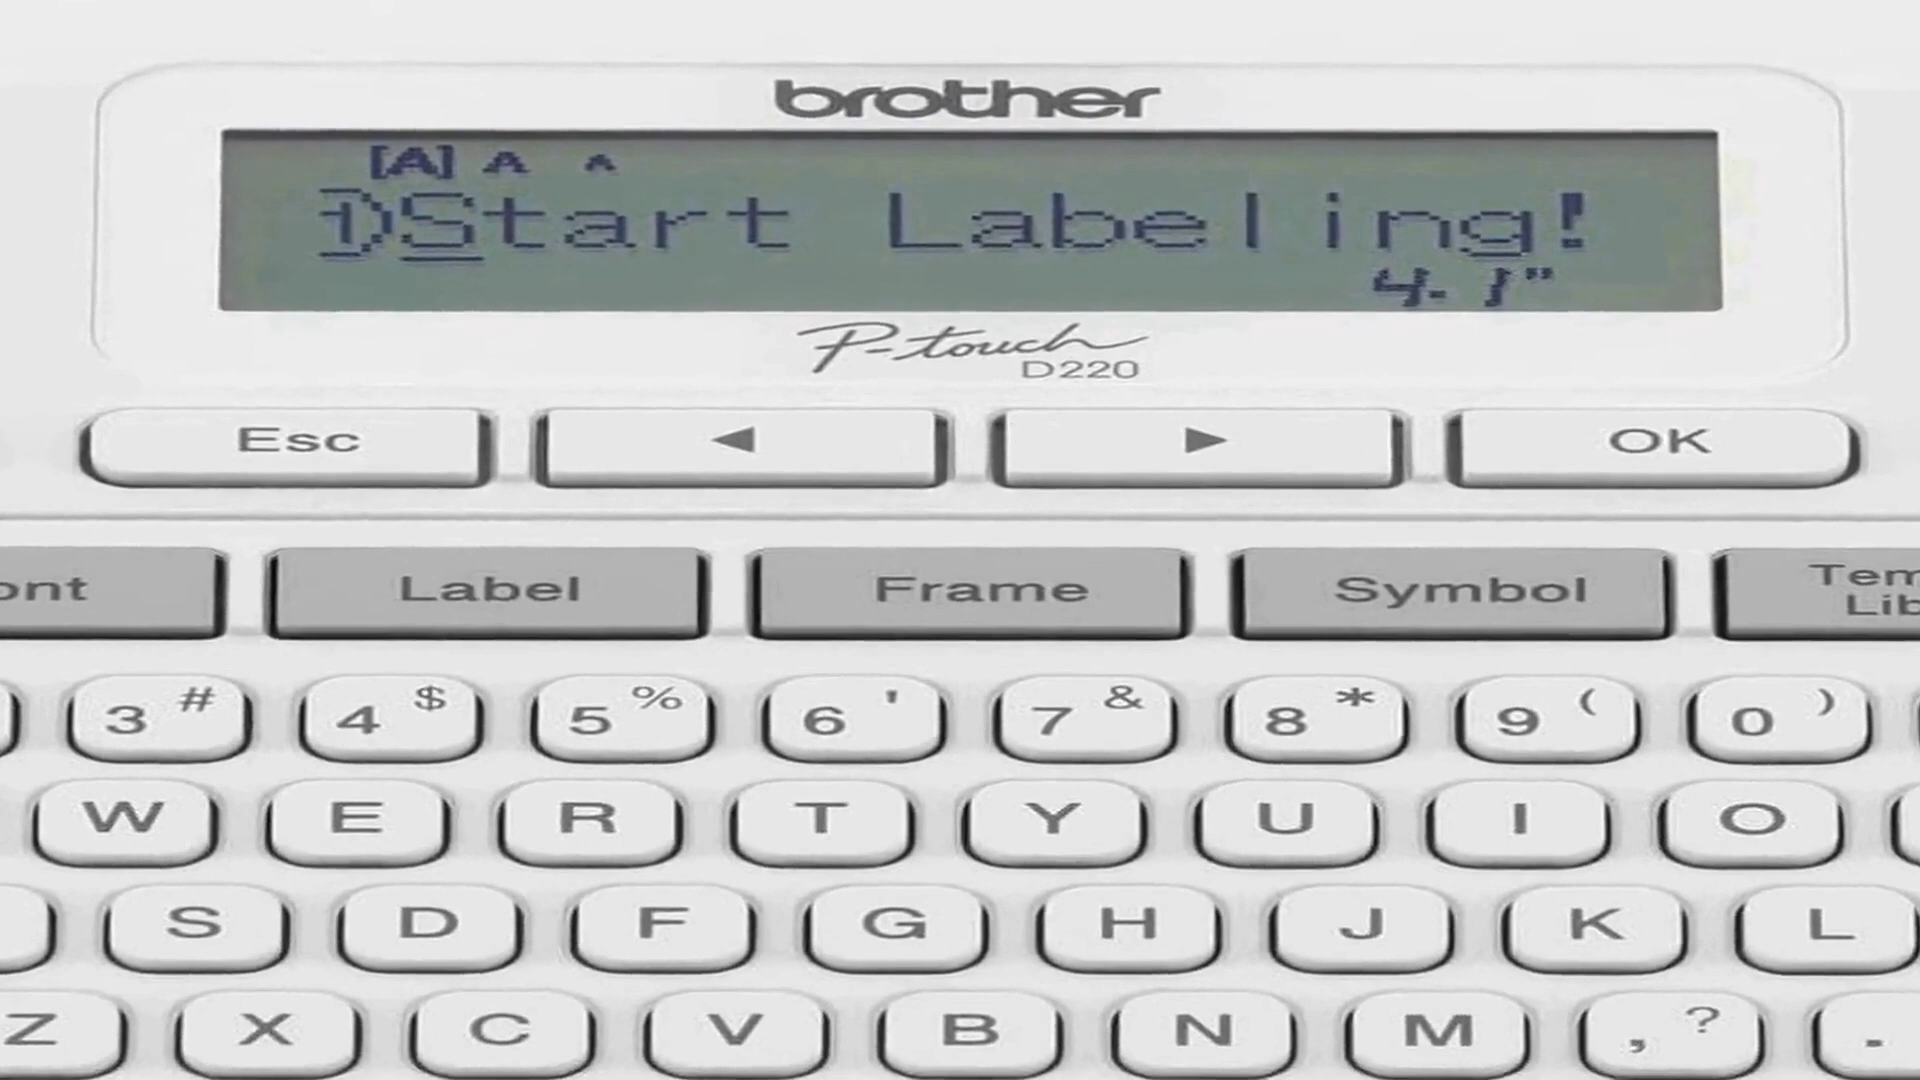 brother
[A] A A
1 Start Labeling!
4.1"
P-touch
D220
Esc ◀ ▶ OK
ont Label Frame Symbol Tem
Lib
3 # 4 $ 5 % 6 ' 7 & 8 * 9 ( 0 )
W E R T Y U I O
S D F G H J K L
Z X C V B N M , ? .